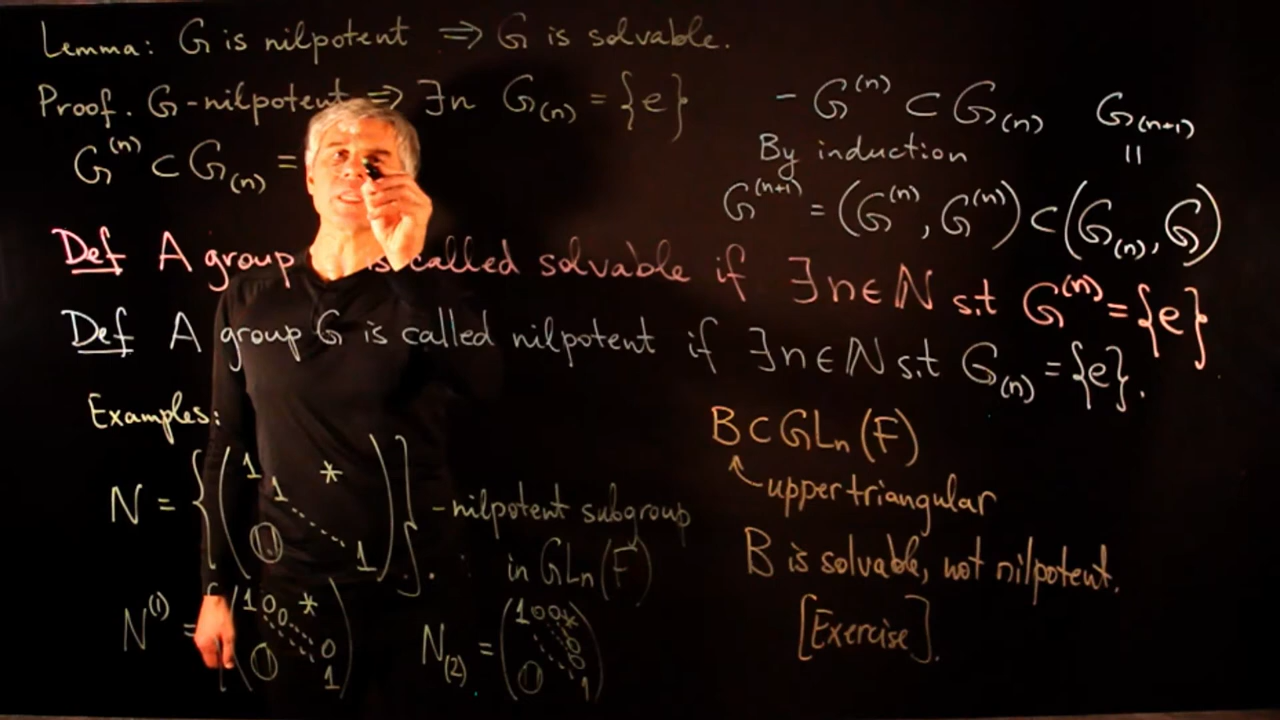 Lemma: G is nilpotent ⇒ G is solvable.
Proof. G-nilpotent ⇒ ∃n G₍ₙ₎ = {e}
G⁽ⁿ⁾ ⊂ G₍ₙ₎ =
- G⁽ⁿ⁾ ⊂ G₍ₙ₎ G₍ₙ₊₁₎
By induction ||
G⁽ⁿ⁺¹⁾ = (G⁽ⁿ⁾, G⁽ⁿ⁾) ⊂ (G₍ₙ₎, G)
Def A group is called solvable if ∃n∈ℕ s.t G⁽ⁿ⁾ = {e}
Def A group G is called nilpotent if ∃n∈ℕ s.t G₍ₙ₎ = {e}.
Examples:
N = { ( 1 1 * 0 1 ) }. - nilpotent subgroup
in GLn(F)
N⁽¹⁾ = ( 1 0 0 * 0 0 1 )
N₍₂₎ = ( 1 0 0 * 0 0 0 1 )
B ⊂ GLn(F)
upper triangular
B is solvable, not nilpotent.
[Exercise].